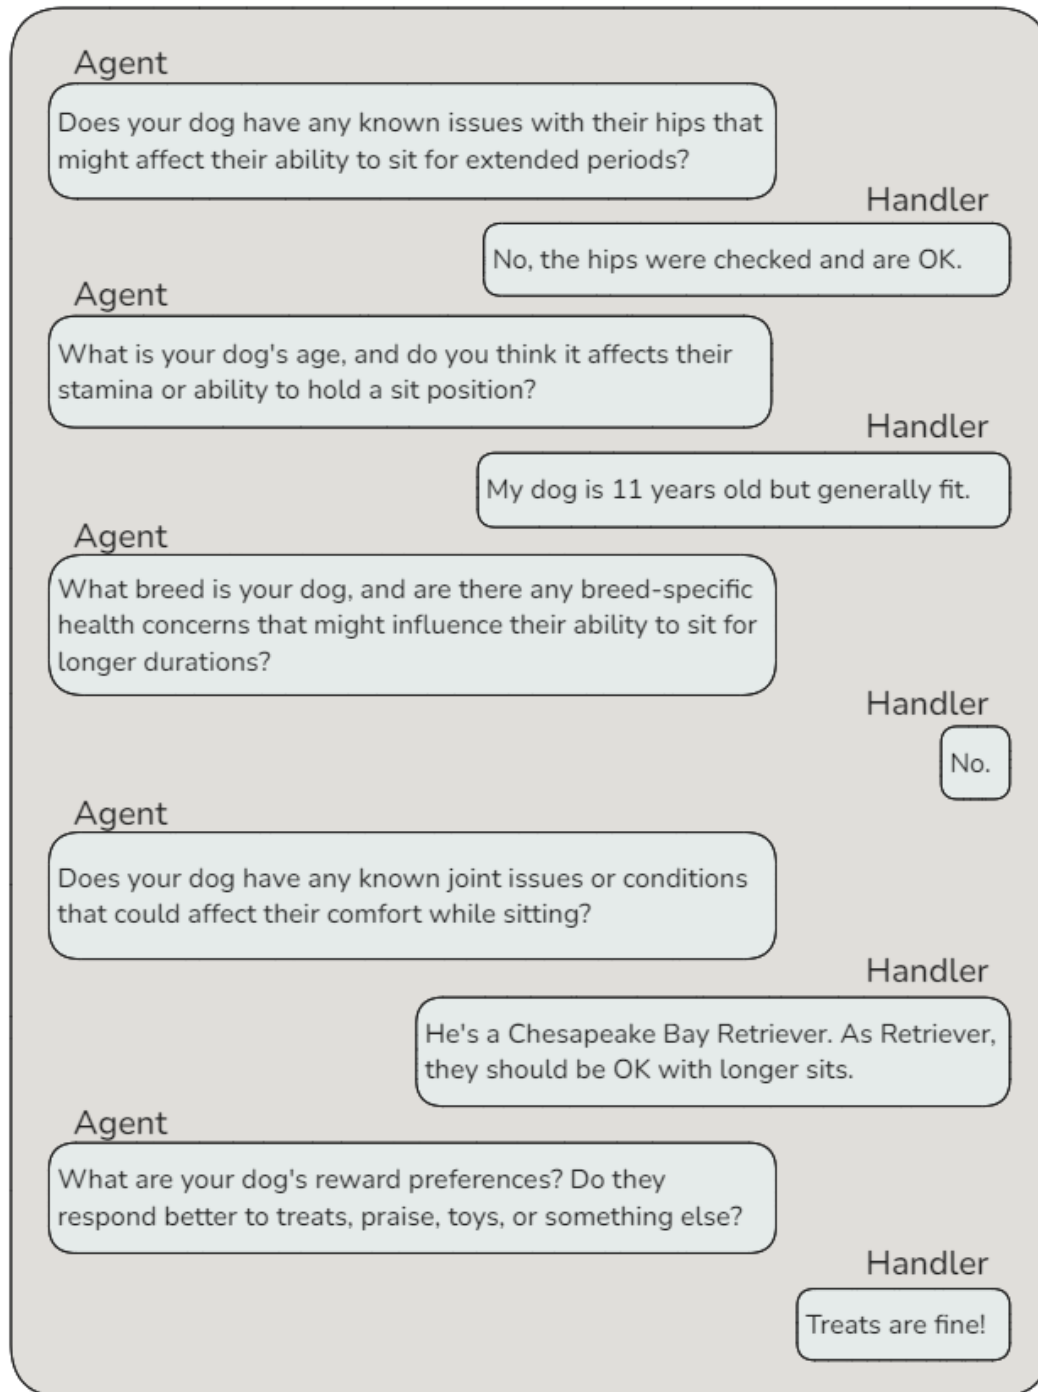 Agent
Does your dog have any known issues with their hips that
might affect their ability to sit for extended periods?
Handler
No, the hips were checked and are OK.
Agent
What is your dog's age, and do you think it affects their
stamina or ability to hold a sit position?
Handler
My dog is 11 years old but generally fit.
Agent
What breed is your dog, and are there any breed-specific
health concerns that might influence their ability to sit for
longer durations?
Handler
No.
Agent
Does your dog have any known joint issues or conditions
that could affect their comfort while sitting?
Handler
He's a Chesapeake Bay Retriever. As Retriever,
they should be OK with longer sits.
Agent
What are your dog's reward preferences? Do they
respond better to treats, praise, toys, or something else?
Handler
Treats are fine!